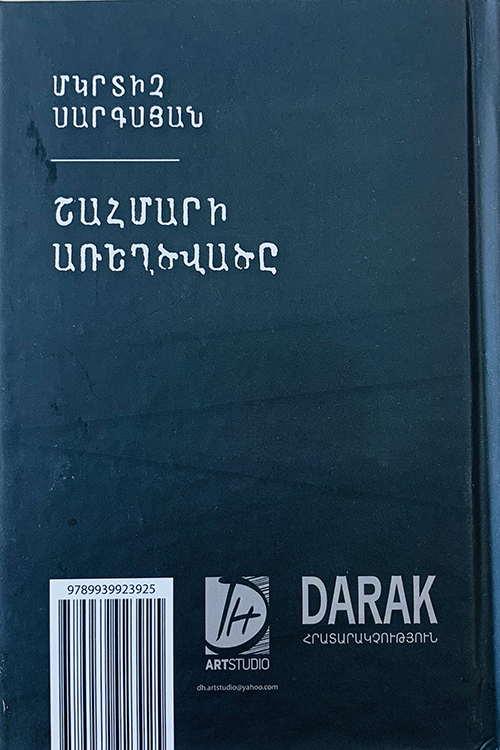 ՄԿՐՏԻՉ
ՍԱՐԳՍՅԱՆ
ՇԱՀՄԱՐԻ
ԱՌԵՂԾՎԱԾԸ
9789939923925
DH
ARTSTUDIO
dh.artstudio@yahoo.com
DARAK
ՀՐԱՏԱՐԱԿՉՈՒԹՅՈՒՆ